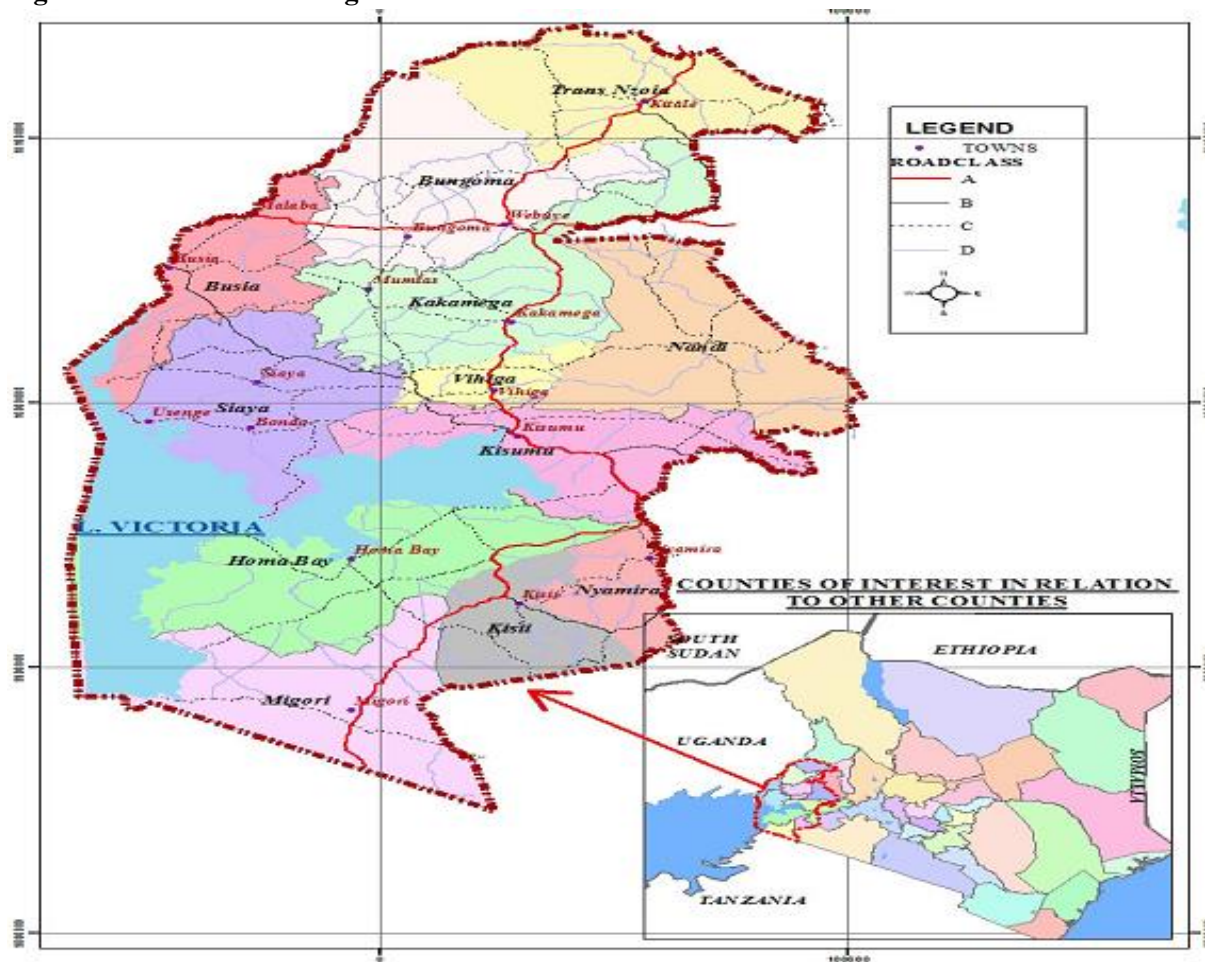 Trans Nzoia
Kitale
Bungoma
Malaba
Webuye
Bungoma
Busia
Busia
Mumias
Kakamega
Kakamega
Nandi
Vihiga
Vihiga
Siaya
Siaya
Usenge
Bondo
Kisumu
Kisumu
L. VICTORIA
Homa Bay
Homa Bay
Nyamira
Nyamira
Kisii
Kisii
Migori
Migori
LEGEND
TOWNS
ROADCLASS
A
B
C
D
N
W
E
S
COUNTIES OF INTEREST IN RELATION
TO OTHER COUNTIES
SOUTH
SUDAN
ETHIOPIA
UGANDA
SOMALIA
TANZANIA
0
0